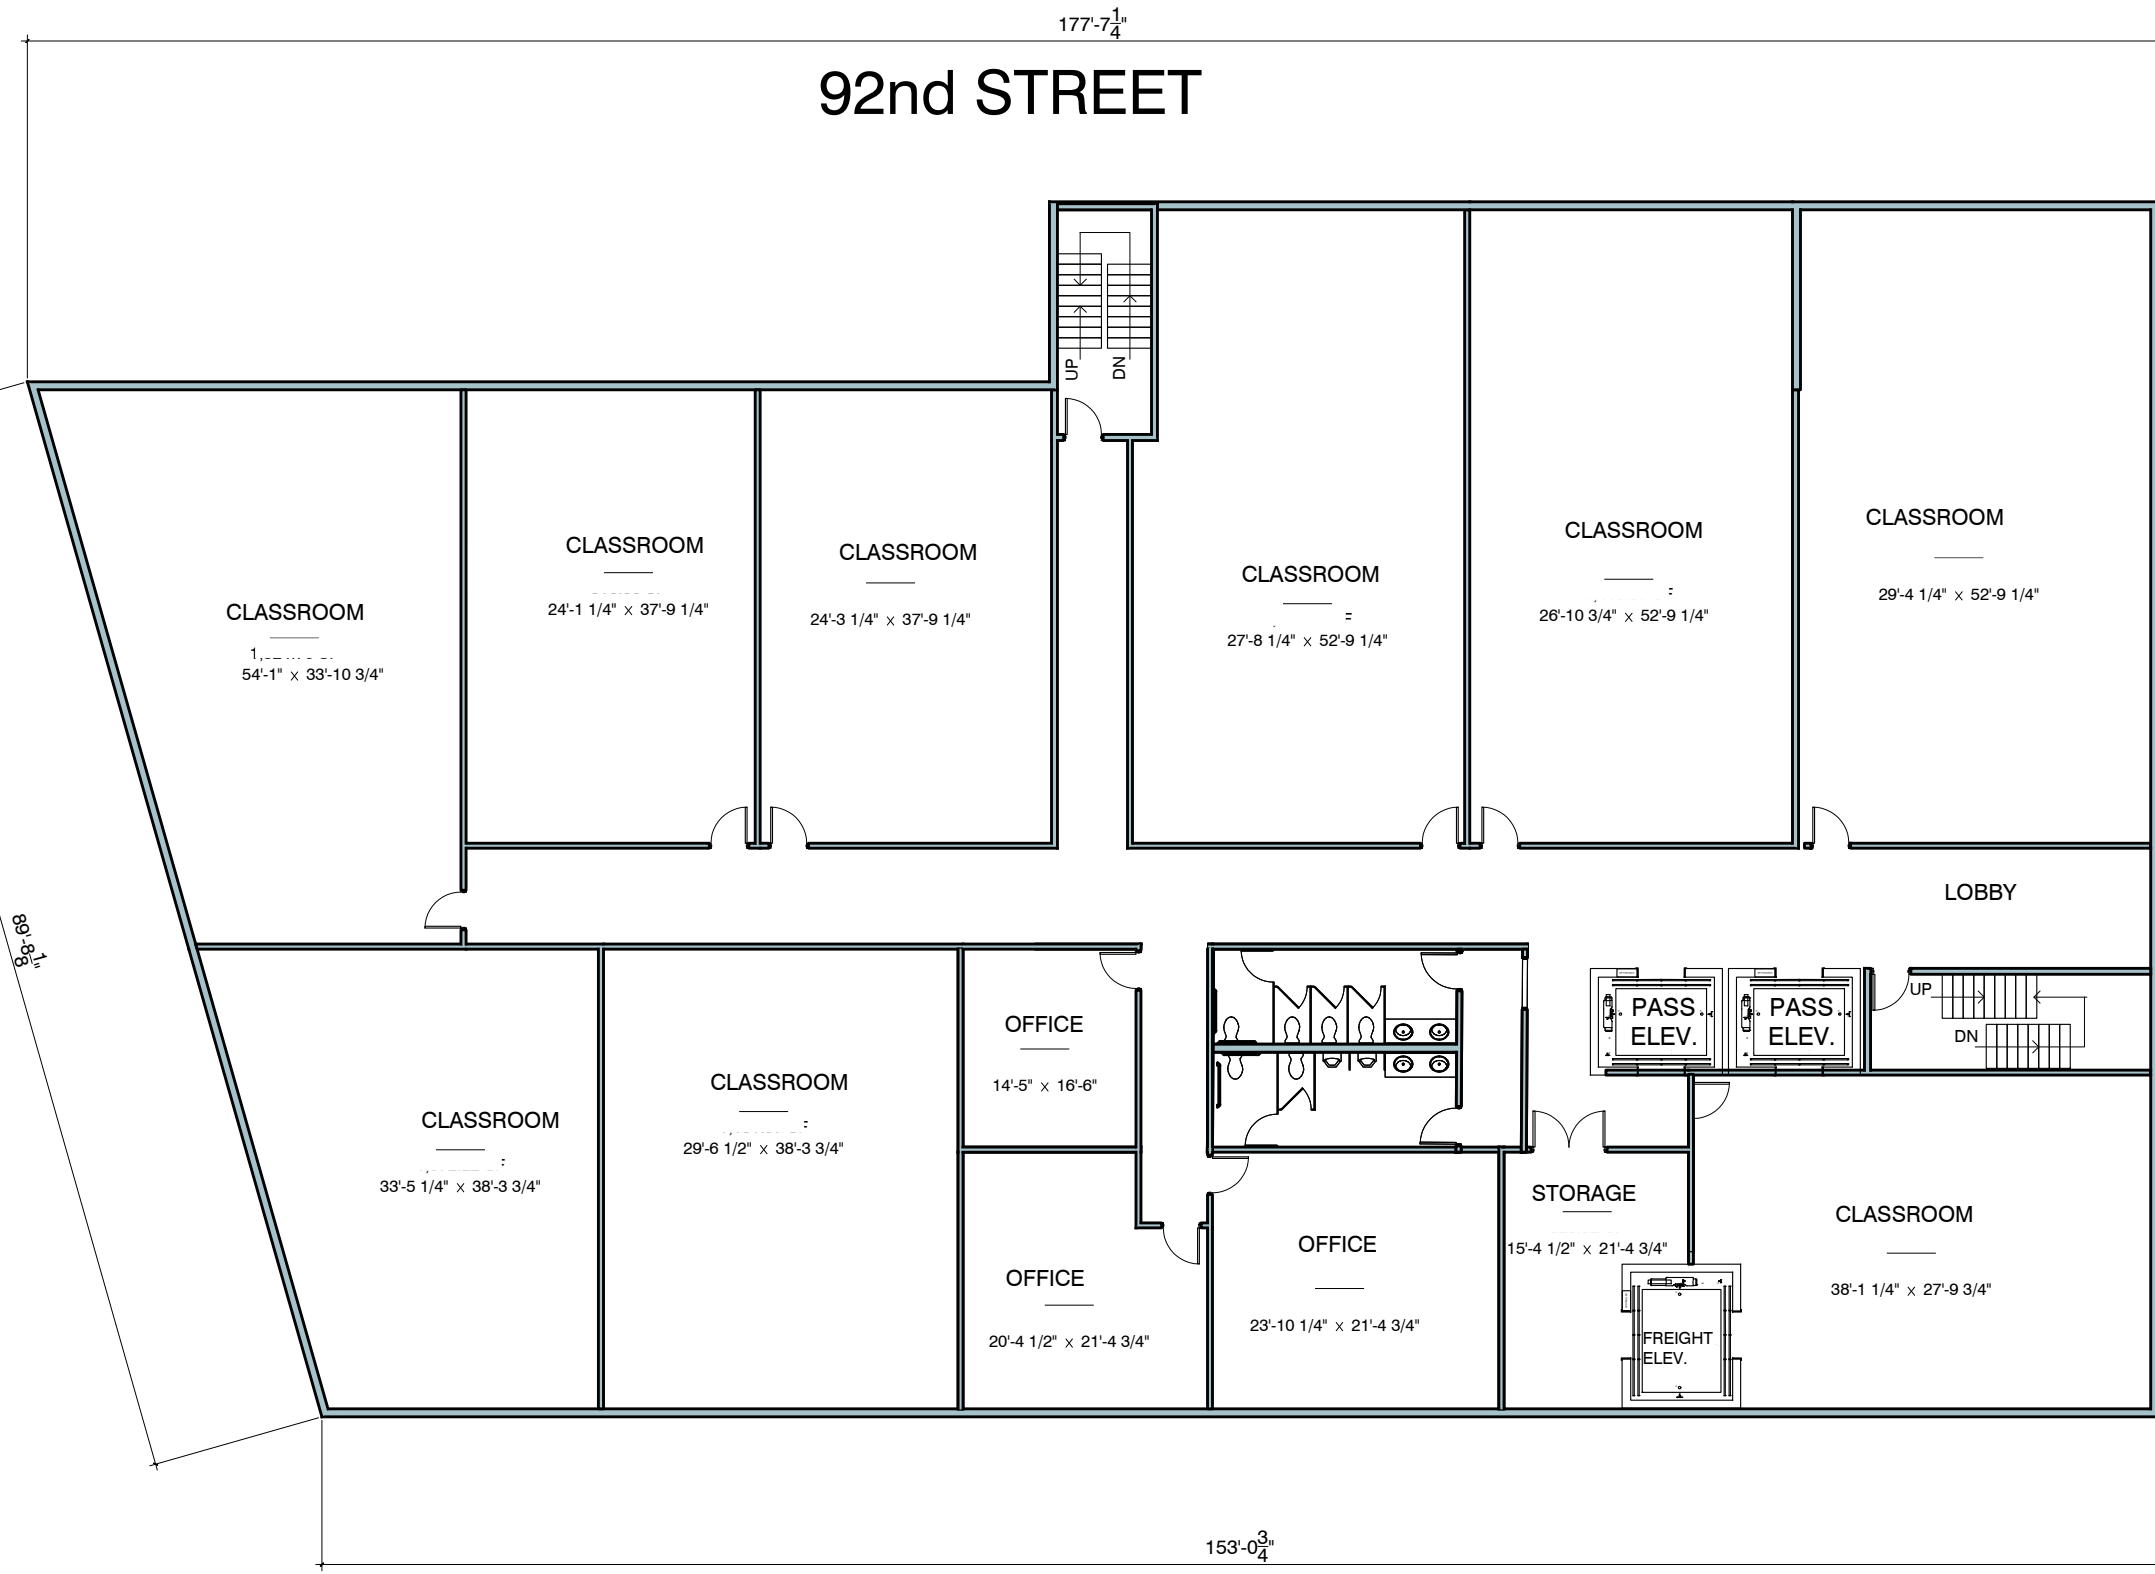 177'-7 1/4"
92nd STREET
UP
DN
CLASSROOM
54'-1" x 33'-10 3/4"
CLASSROOM
24'-1 1/4" x 37'-9 1/4"
CLASSROOM
24'-3 1/4" x 37'-9 1/4"
CLASSROOM
27'-8 1/4" x 52'-9 1/4"
CLASSROOM
26'-10 3/4" x 52'-9 1/4"
CLASSROOM
29'-4 1/4" x 52'-9 1/4"
LOBBY
89'-8 1/8"
CLASSROOM
33'-5 1/4" x 38'-3 3/4"
CLASSROOM
29'-6 1/2" x 38'-3 3/4"
OFFICE
14'-5" x 16'-6"
OFFICE
20'-4 1/2" x 21'-4 3/4"
OFFICE
23'-10 1/4" x 21'-4 3/4"
PASS
ELEV.
PASS
ELEV.
UP
DN
STORAGE
15'-4 1/2" x 21'-4 3/4"
FREIGHT
ELEV.
CLASSROOM
38'-1 1/4" x 27'-9 3/4"
153'-0 3/4"